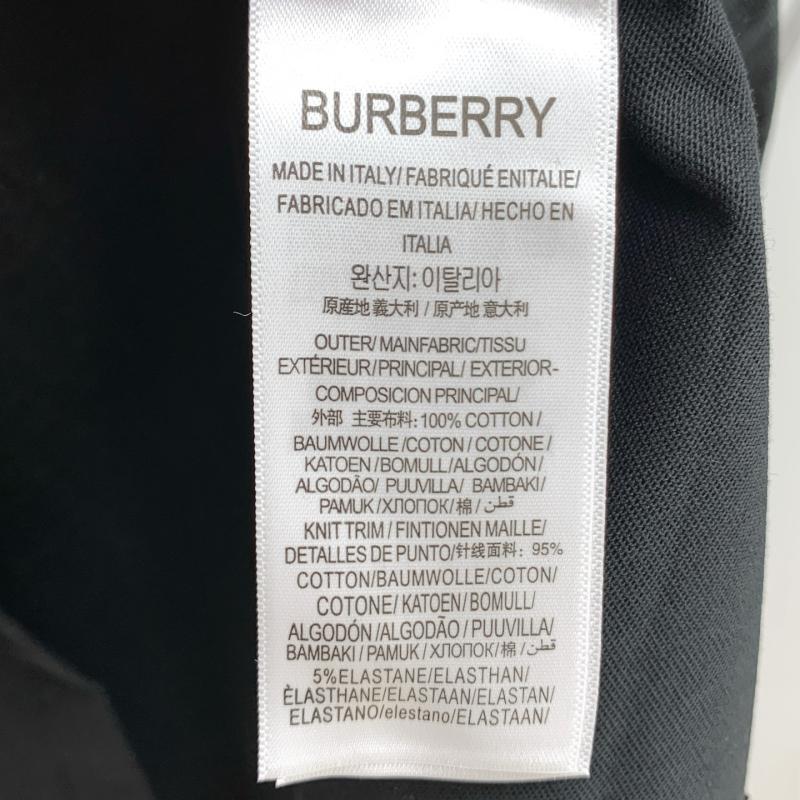 BURBERRY
MADE IN ITALY/ FABRIQUÉ ENITALIE/
FABRICADO EM ITALIA/ HECHO EN
ITALIA
완산지: 이탈리아
原産地 義大利 / 原产地 意大利
OUTER/ MAINFABRIC/TISSU
EXTÉRIEUR/PRINCIPAL/ EXTERIOR-
COMPOSICION PRINCIPAL/
外部 主要布料: 100% COTTON /
BAUMWOLLE /COTON / COTONE /
KATOEN /BOMULL/ALGODÓN/
ALGODÃO/ PUUVILLA/ BAMBAKI/
PAMUK /ХЛОПОК/棉 / قطن
KNIT TRIM / FINTIONEN MAILLE/
DETALLES DE PUNTO/针线面料: 95%
COTTON/BAUMWOLLE/COTON/
COTONE/ KATOEN/BOMULL/
ALGODÓN /ALGODÃO / PUUVILLA/
BAMBAKI / PAMUK /ХЛОПОК/棉 / قطن
5%ELASTANE/ELASTHAN/
ÈLASTHANE/ELASTAAN/ELASTAN/
ELASTANO/elestano/ELASTAAN/